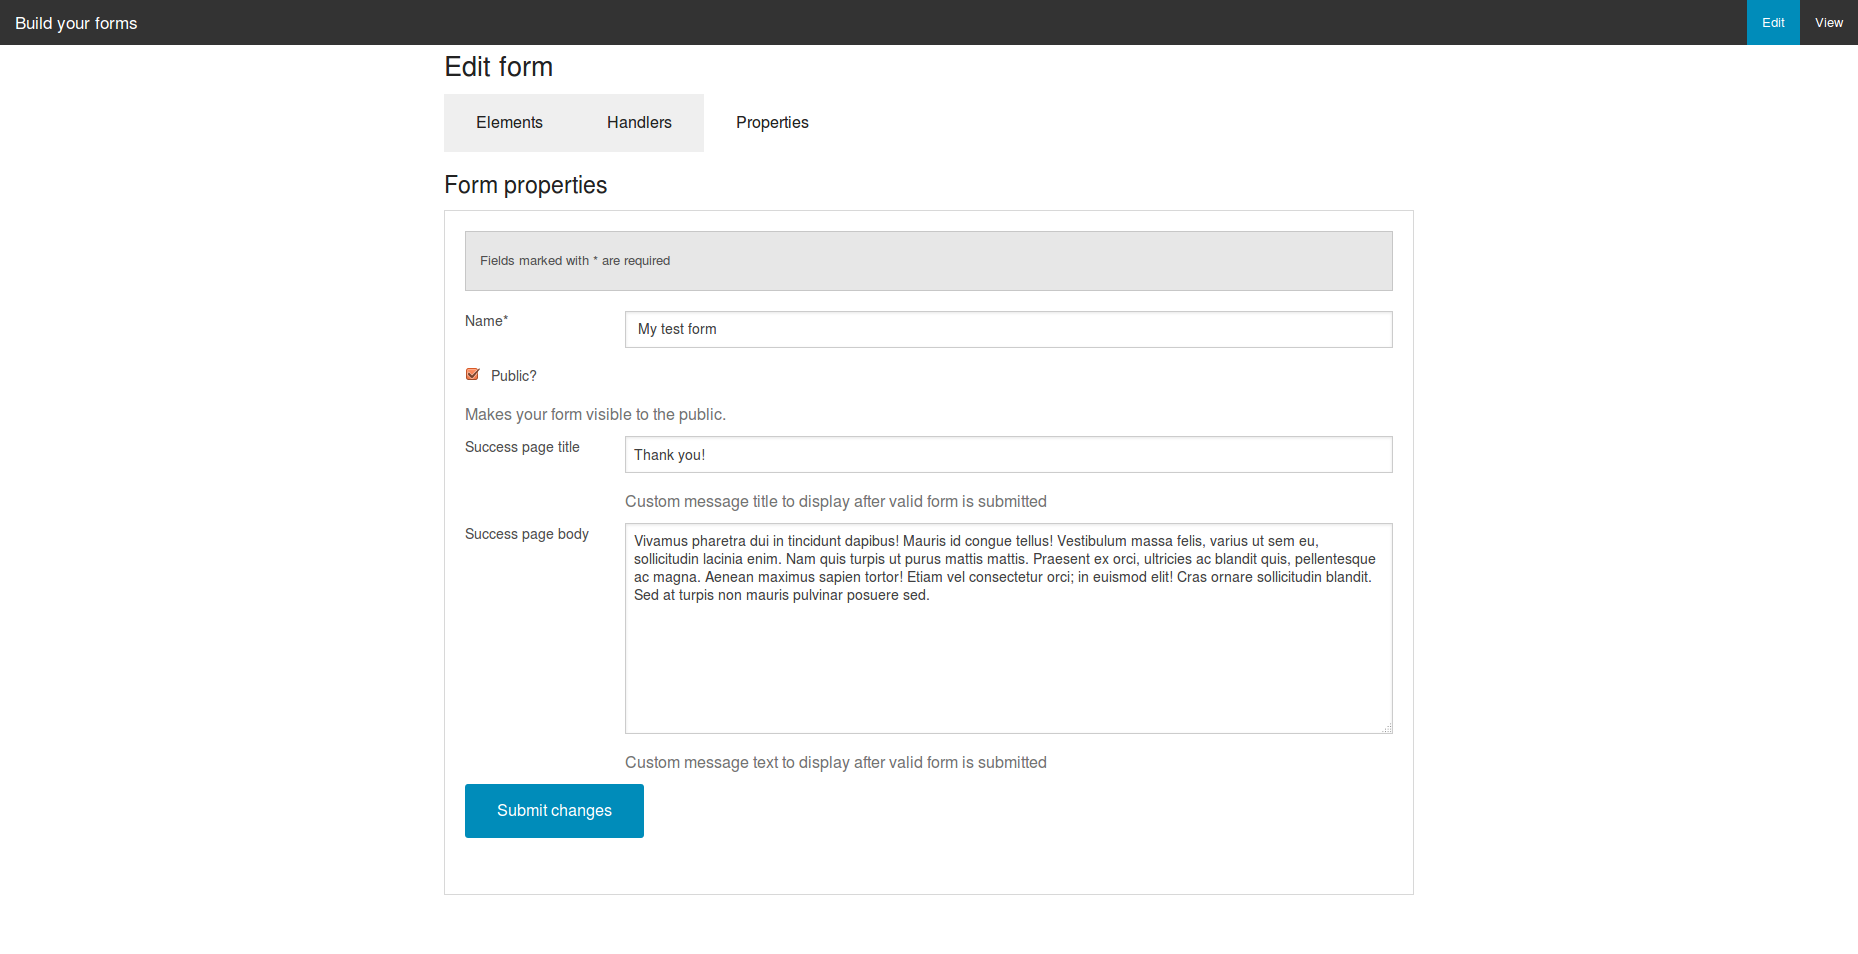 Build your forms
Edit
View
Edit form
Elements
Handlers
Properties
Form properties
Fields marked with * are required
Name*
My test form
Public?
Makes your form visible to the public.
Success page title
Thank you!
Custom message title to display after valid form is submitted
Success page body
Vivamus pharetra dui in tincidunt dapibus! Mauris id congue tellus! Vestibulum massa felis, varius ut sem eu,
sollicitudin lacinia enim. Nam quis turpis ut purus mattis mattis. Praesent ex orci, ultricies ac blandit quis, pellentesque
ac magna. Aenean maximus sapien tortor! Etiam vel consectetur orci; in euismod elit! Cras ornare sollicitudin blandit.
Sed at turpis non mauris pulvinar posuere sed.
Custom message text to display after valid form is submitted
Submit changes